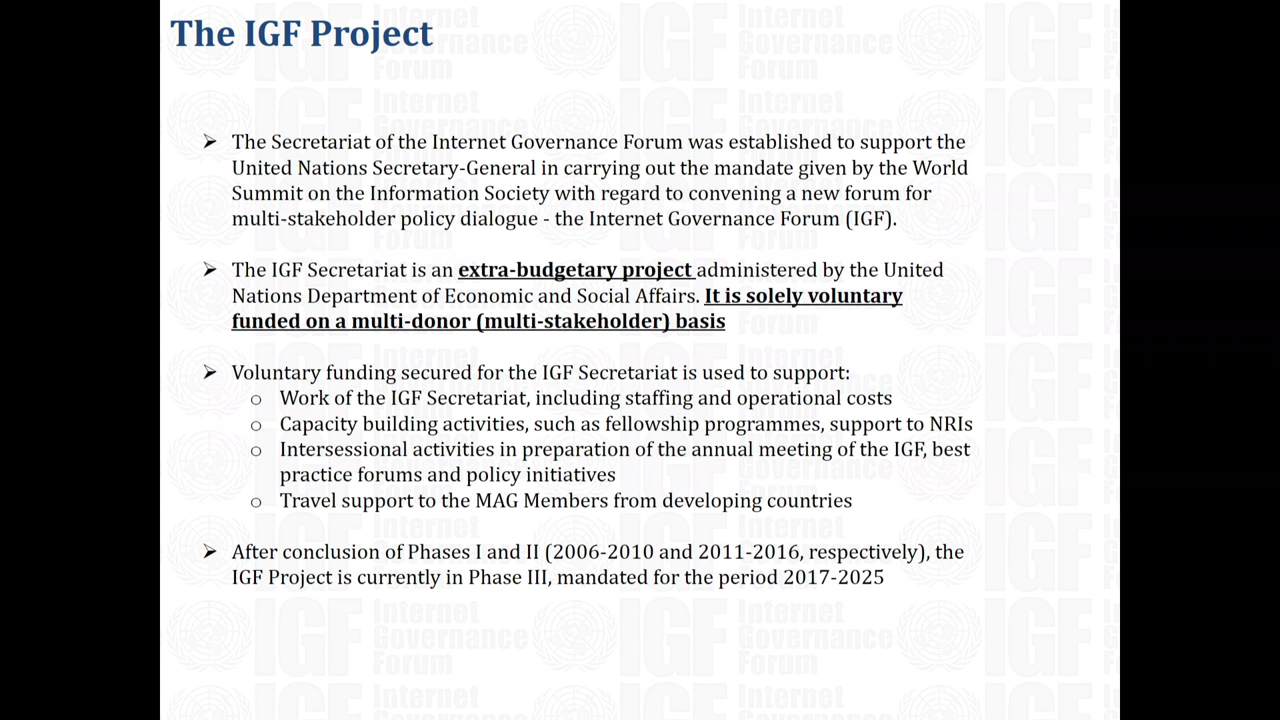 The IGF Project
➢ The Secretariat of the Internet Governance Forum was established to support the
United Nations Secretary-General in carrying out the mandate given by the World
Summit on the Information Society with regard to convening a new forum for
multi-stakeholder policy dialogue - the Internet Governance Forum (IGF).
➢ The IGF Secretariat is an extra-budgetary project administered by the United
Nations Department of Economic and Social Affairs. It is solely voluntary
funded on a multi-donor (multi-stakeholder) basis
➢ Voluntary funding secured for the IGF Secretariat is used to support:
o Work of the IGF Secretariat, including staffing and operational costs
o Capacity building activities, such as fellowship programmes, support to NRIs
o Intersessional activities in preparation of the annual meeting of the IGF, best
practice forums and policy initiatives
o Travel support to the MAG Members from developing countries
➢ After conclusion of Phases I and II (2006-2010 and 2011-2016, respectively), the
IGF Project is currently in Phase III, mandated for the period 2017-2025